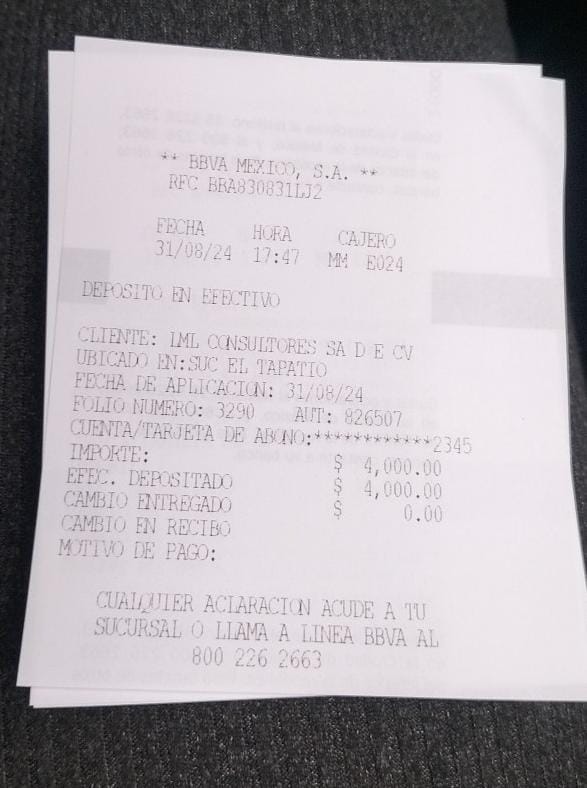 ** BBVA MEXICO, S.A. **
RFC BBA830831LJ2
FECHA HORA CAJERO
31/08/24 17:47 MM E024
DEPOSITO EN EFECTIVO
CLIENTE: LML CONSULTORES SA D E CV
UBICADO EN:SUC EL TAPATIO
FECHA DE APLICACION: 31/08/24
FOLIO NUMERO: 3290 AUT: 826507
CUENTA/TARJETA DE ABONO:************2345
IMPORTE: $ 4,000.00
EFEC. DEPOSITADO $ 4,000.00
CAMBIO ENTREGADO $ 0.00
CAMBIO EN RECIBO
MOTIVO DE PAGO:
CUALQUIER ACLARACION ACUDE A TU
SUCURSAL O LLAMA A LINEA BBVA AL
800 226 2663